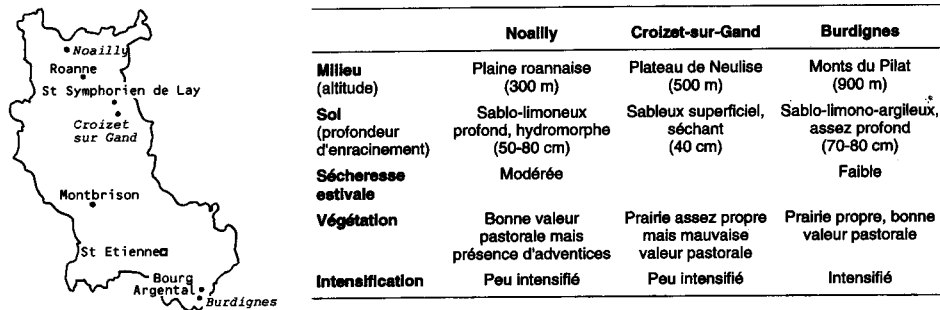 Noailly
Roanne
St Symphorien de Lay
Croizet
sur Gand
Montbrison
St Etienne
Bourg
Argental
Burdignes
Noailly Croizet-sur-Gand Burdignes
Milieu Plaine roannaise Plateau de Neulise Monts du Pilat
(altitude) (300 m) (500 m) (900 m)
Sol Sablo-limoneux Sableux superficiel, Sablo-limono-argileux,
(profondeur profond, hydromorphe séchant assez profond
d'enracinement) (50-80 cm) (40 cm) (70-80 cm)
Sécheresse Modérée Faible
estivale
Végétation Bonne valeur Prairie assez propre Prairie propre, bonne
pastorale mais mais mauvaise valeur pastorale
présence d'adventices valeur pastorale
Intensification Peu intensifié Peu intensifié Intensifié